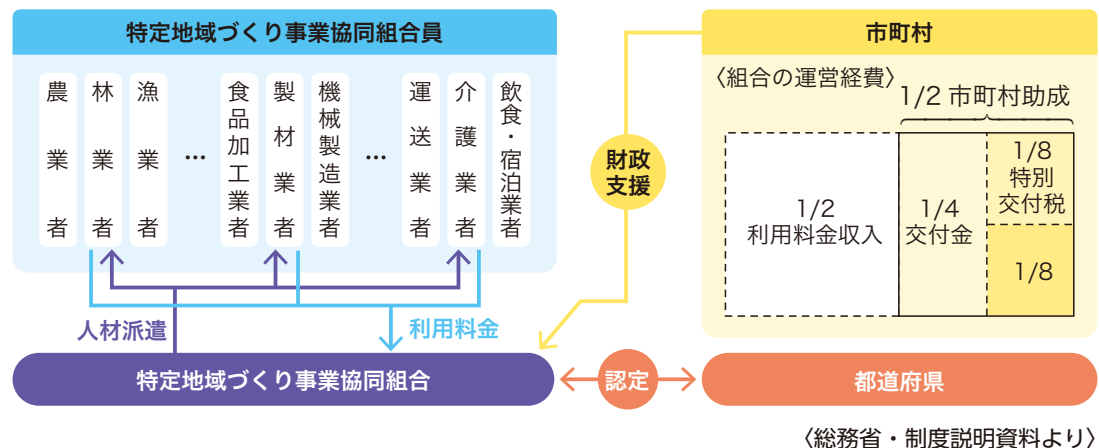 特定地域づくり事業協同組合員
農業者
林業者
漁業者
…
食品加工業者
製材業者
機械製造業者
…
運送業者
介護業者
飲食・宿泊業者
人材派遣
利用料金
特定地域づくり事業協同組合
財政
支援
認定
市町村
〈組合の運営経費〉
1/2 市町村助成
1/2
利用料金収入
1/4
交付金
1/8
特別
交付税
1/8
都道府県
〈総務省・制度説明資料より〉